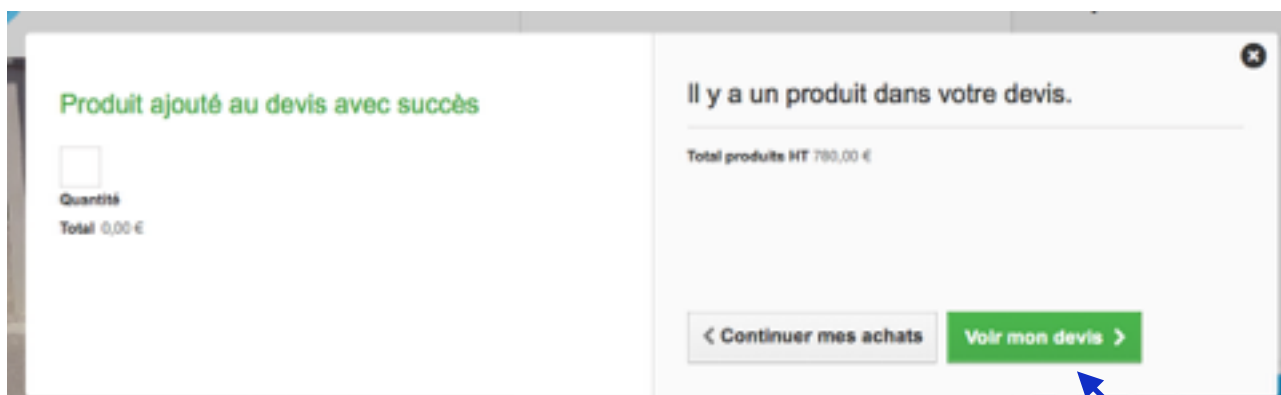 Produit ajouté au devis avec succès
Quantité
Total 0,00 €
Il y a un produit dans votre devis.
Total produits HT 780,00 €
Continuer mes achats
Voir mon devis